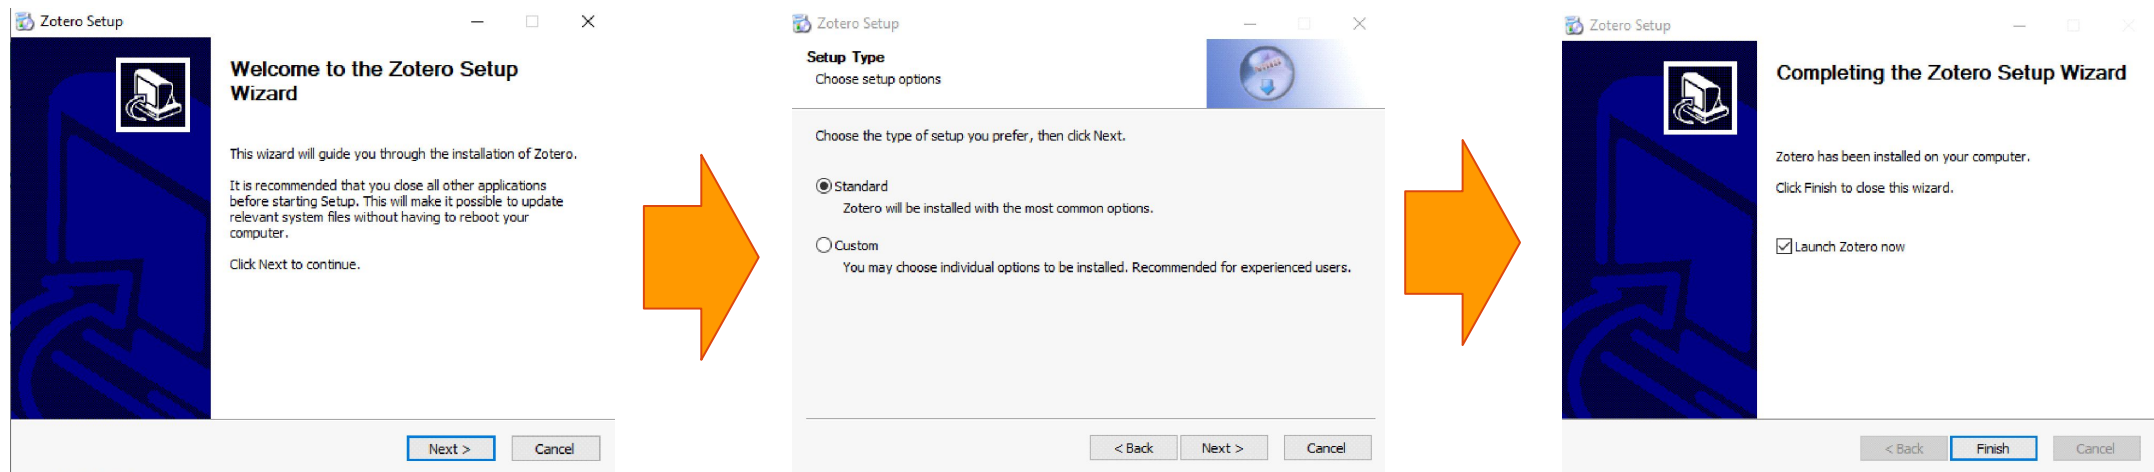 Zotero Setup
Welcome to the Zotero Setup
Wizard
This wizard will guide you through the installation of Zotero.
It is recommended that you close all other applications
before starting Setup. This will make it possible to update
relevant system files without having to reboot your
computer.
Click Next to continue.
Next >
Cancel
Zotero Setup
Setup Type
Choose setup options
Choose the type of setup you prefer, then click Next.
Standard
Zotero will be installed with the most common options.
Custom
You may choose individual options to be installed. Recommended for experienced users.
< Back
Next >
Cancel
Zotero Setup
Completing the Zotero Setup Wizard
Zotero has been installed on your computer.
Click Finish to close this wizard.
Launch Zotero now
< Back
Finish
Cancel